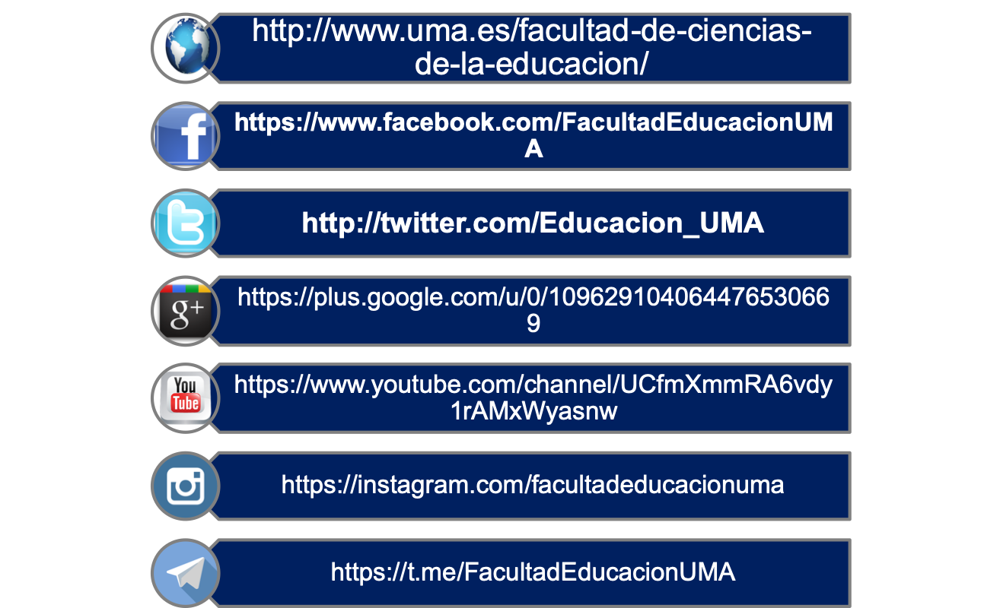 http://www.uma.es/facultad-de-ciencias-
de-la-educacion/
f
https://www.facebook.com/FacultadEducacionUM
A
t
http://twitter.com/Educacion_UMA
g+
https://plus.google.com/u/0/10962910406447653066
9
You
Tube
https://www.youtube.com/channel/UCfmXmmRA6vdy
1rAMxWyasnw
https://instagram.com/facultadeducacionuma
https://t.me/FacultadEducacionUMA